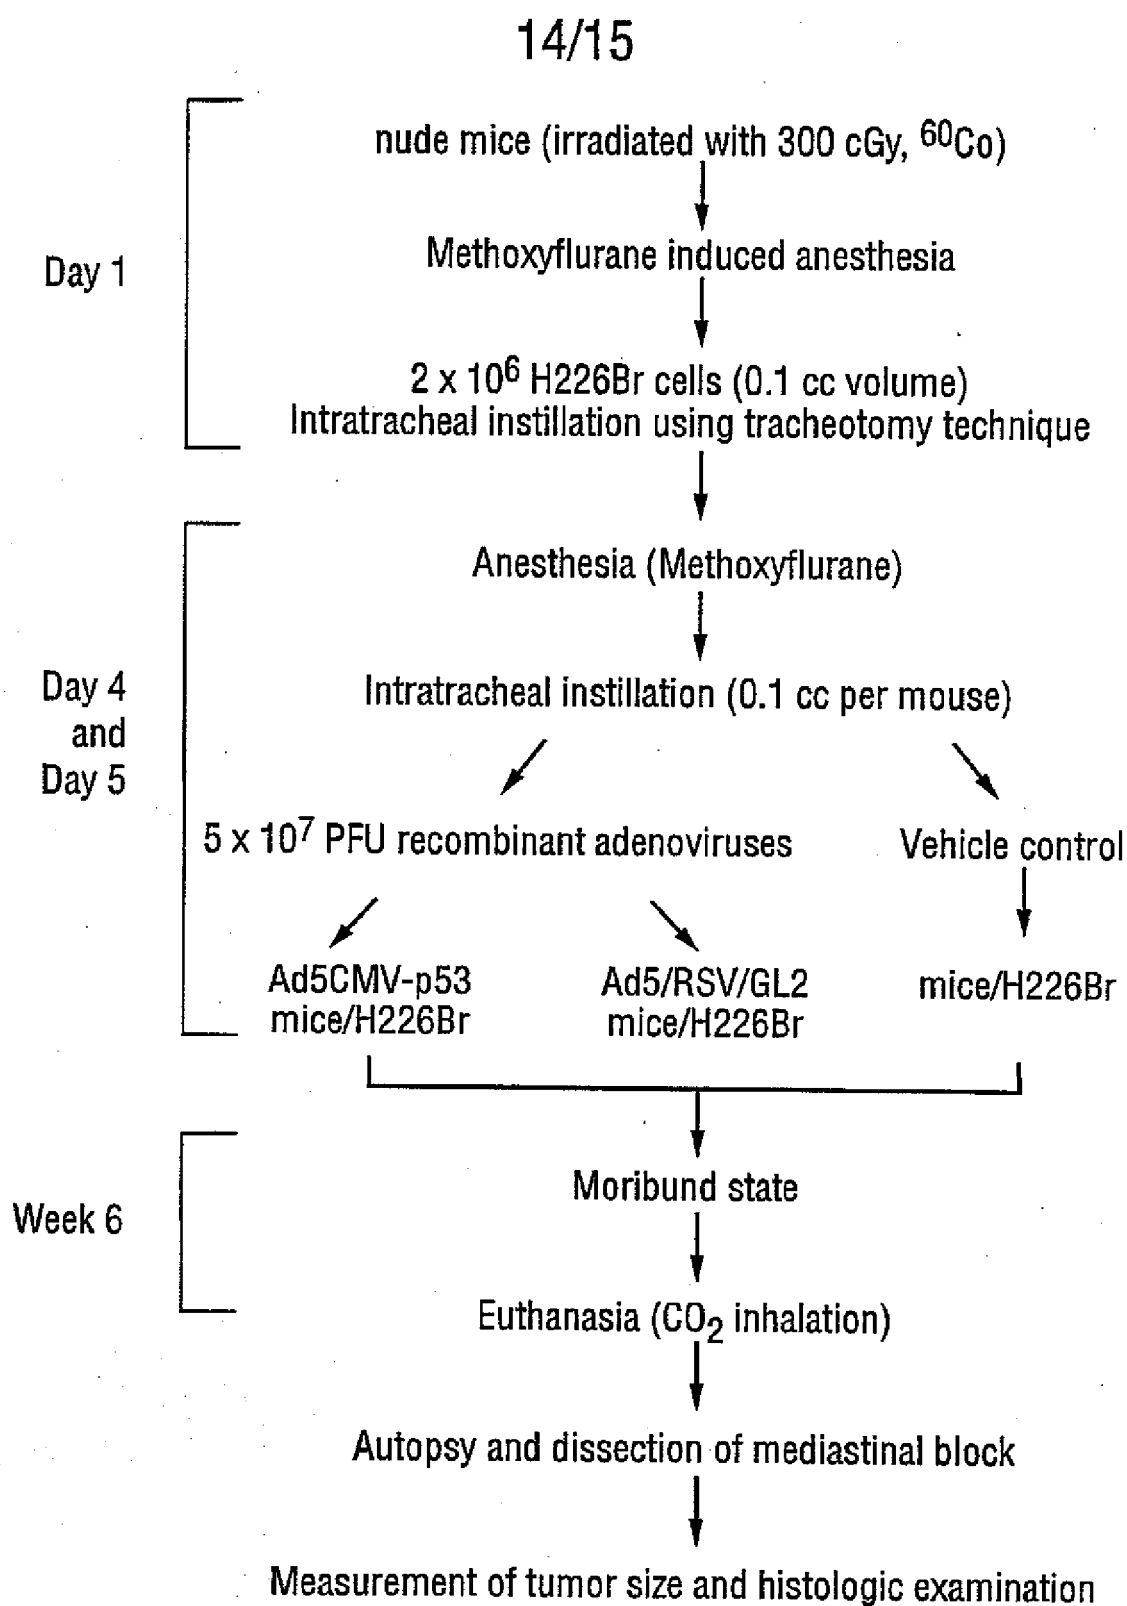 14/15
nude mice (irradiated with 300 cGy, ⁶⁰Co)
Methoxyflurane induced anesthesia
Day 1
2 x 10⁶ H226Br cells (0.1 cc volume)
Intratracheal instillation using tracheotomy technique
Anesthesia (Methoxyflurane)
Day 4
and
Day 5
Intratracheal instillation (0.1 cc per mouse)
5 x 10⁷ PFU recombinant adenoviruses
Vehicle control
Ad5CMV-p53
mice/H226Br
Ad5/RSV/GL2
mice/H226Br
mice/H226Br
Week 6
Moribund state
Euthanasia (CO₂ inhalation)
Autopsy and dissection of mediastinal block
Measurement of tumor size and histologic examination